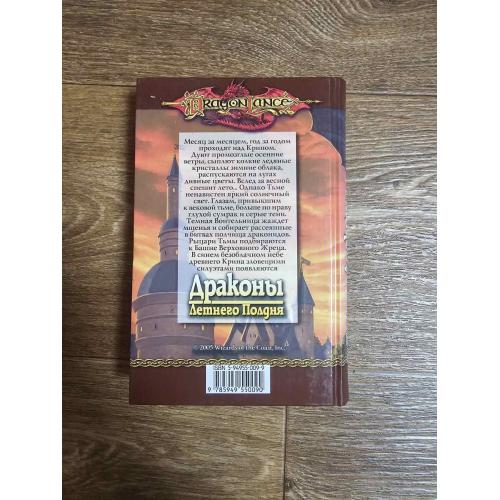 DRAGONLANCE
Месяц за месяцем, год за годом
проходят над Крином.
Дуют промозглые осенние
ветры, сыплют колкие ледяные
кристаллы зимние облака,
распускаются на лугах
дивные цветы. Вслед за весной
спешит лето... Однако Тьме
ненавистен яркий солнечный
свет. Глазам, привыкшим
к вековой тьме, больше по нраву
глухой сумрак и серые тени.
Темная Воительница жаждет
мщенья и собирает рассеянные
в битвах полчища драконидов.
Рыцари Тьмы подбираются
к Башне Верховного Жреца.
В синем безоблачном небе
древнего Крина зловещими
силуэтами появляются
Драконы
Летнего Полдня
© 2005 Wizards of the Coast, Inc.
ISBN 5-94955-009-9
9 785949 550090